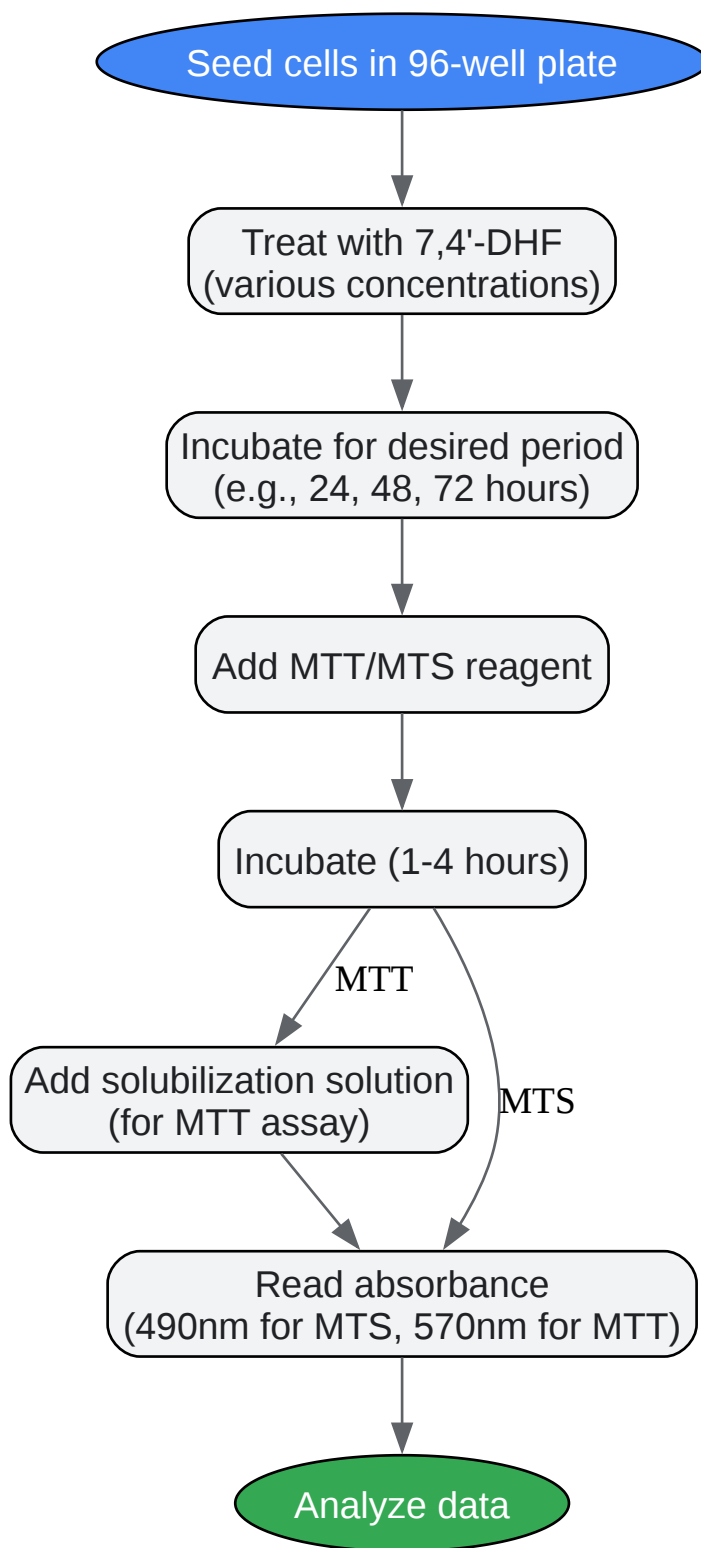 Seed cells in 96-well plate
Treat with 7,4'-DHF
(various concentrations)
Incubate for desired period
(e.g., 24, 48, 72 hours)
Add MTT/MTS reagent
Incubate (1-4 hours)
MTT
Add solubilization solution
(for MTT assay)
MTS
Read absorbance
(490nm for MTS, 570nm for MTT)
Analyze data